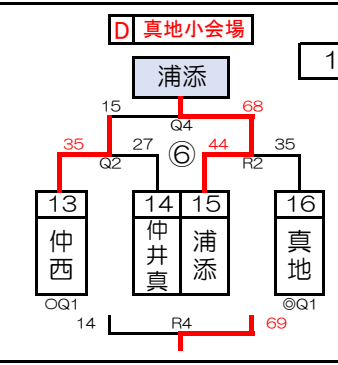 D 真地小会場
1
浦添
15 68
Q4
35 27 ⑥ 44 35
Q2 R2
13 14 15 16
仲西 仲井真 浦添 真地
○Q1 ◎Q1
14 R4 69